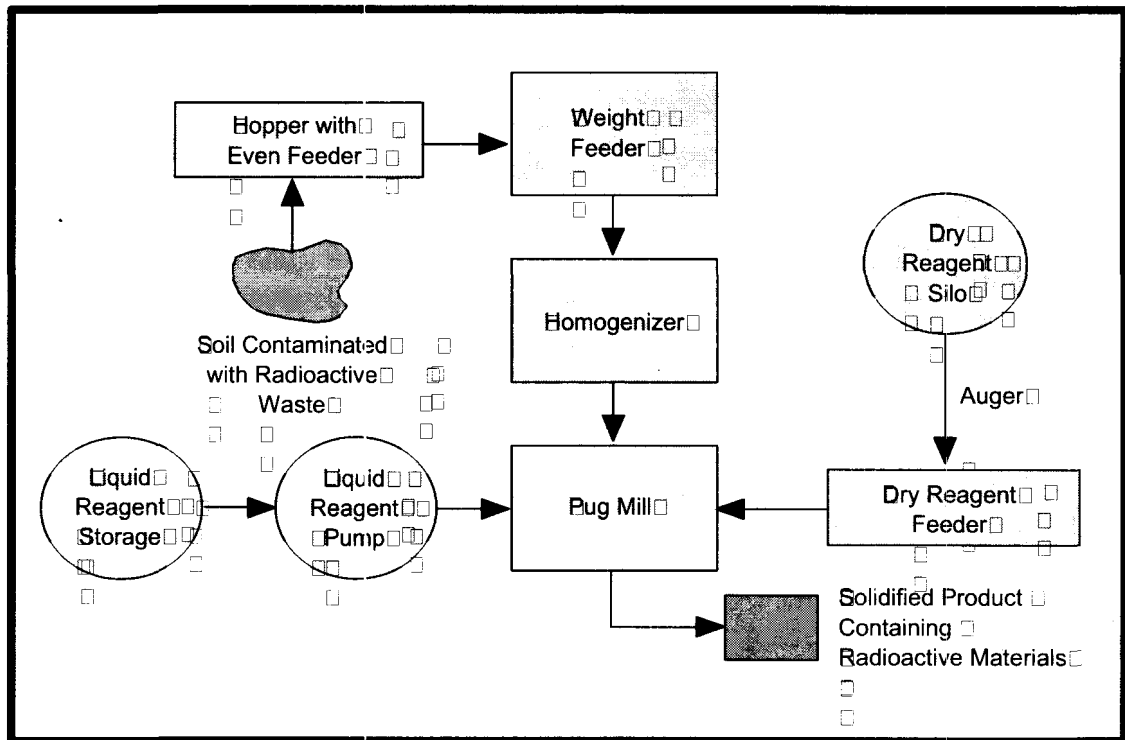 Hopper with
Even Feeder
Weight
Feeder
Dry
Reagent
Silo
Homogenizer
Soil Contaminated
with Radioactive
Waste
Auger
Liquid
Reagent
Storage
Liquid
Reagent
Pump
Pug Mill
Dry Reagent
Feeder
Solidified Product
Containing
Radioactive Materials